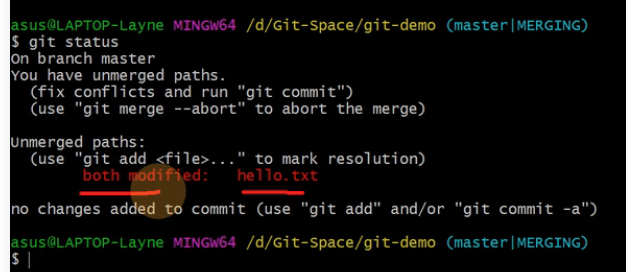 asus@LAPTOP-Layne MINGW64 /d/Git-Space/git-demo (master|MERGING)
$ git status
On branch master
You have unmerged paths.
  (fix conflicts and run "git commit")
  (use "git merge --abort" to abort the merge)

Unmerged paths:
  (use "git add <file>..." to mark resolution)
        both modified:   hello.txt

no changes added to commit (use "git add" and/or "git commit -a")

asus@LAPTOP-Layne MINGW64 /d/Git-Space/git-demo (master|MERGING)
$